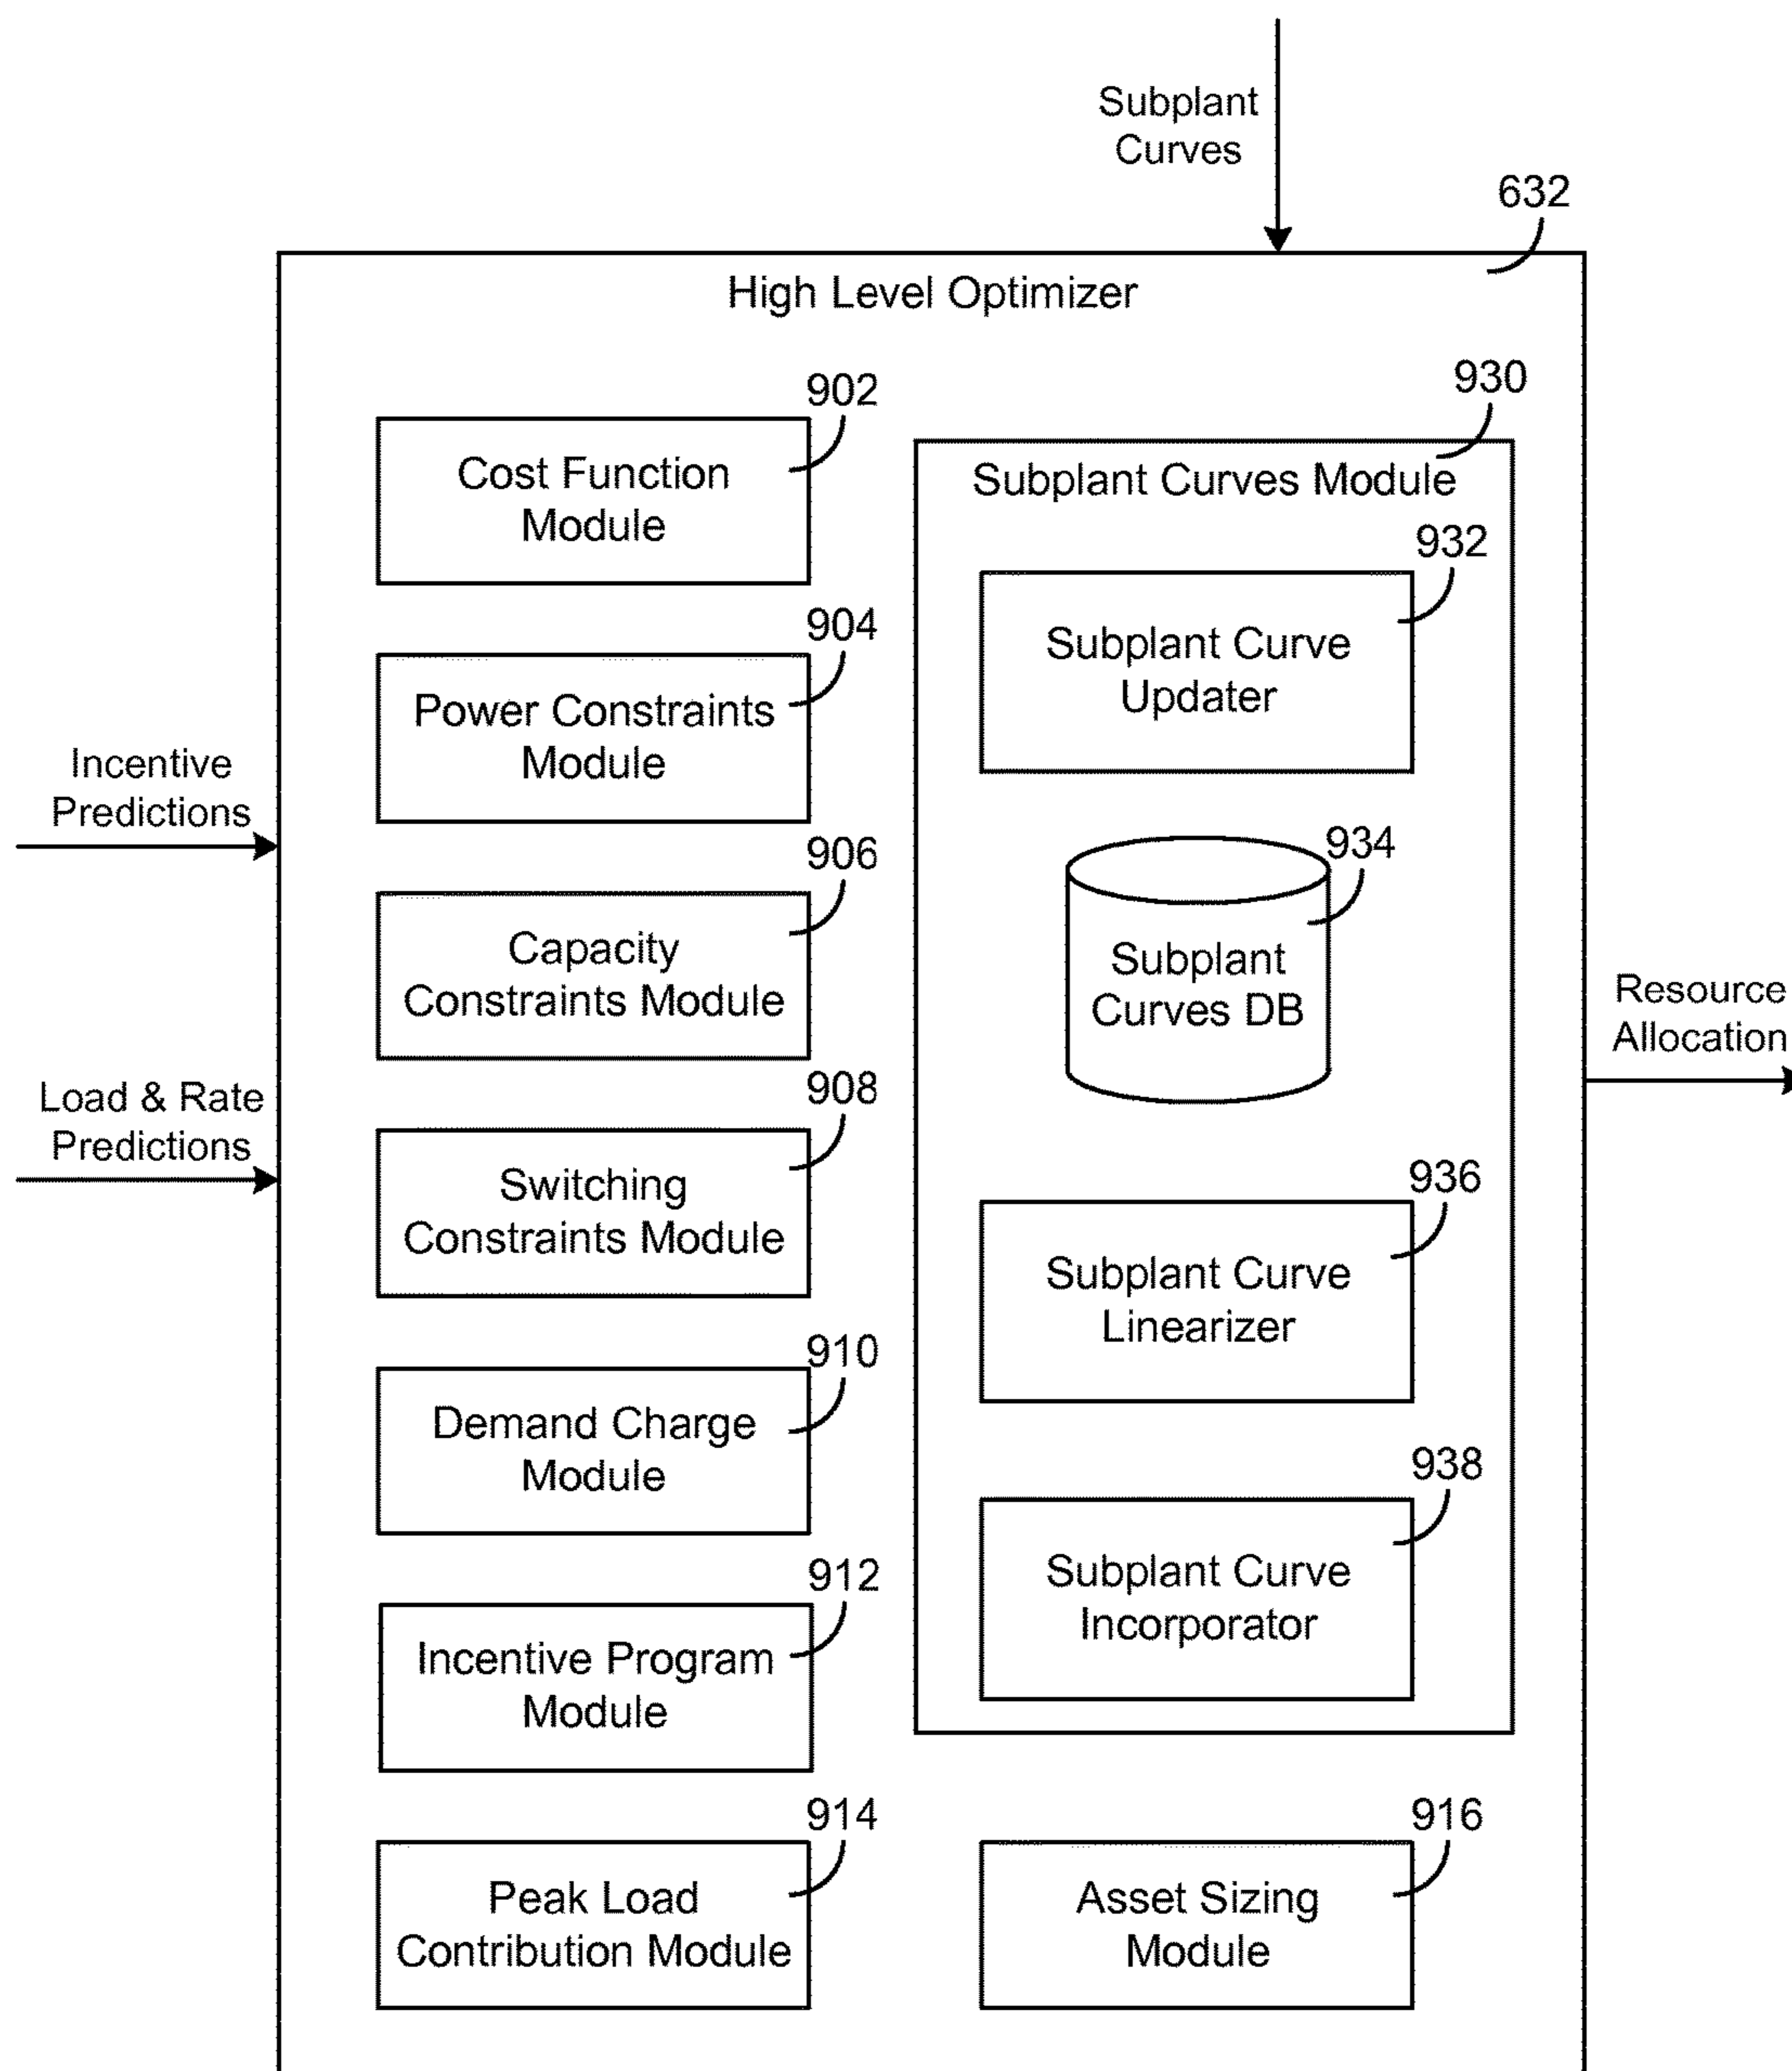 Subplant
Curves
632
High Level Optimizer
902
Cost Function
Module
904
Power Constraints
Module
Incentive
Predictions
906
Capacity
Constraints Module
Load & Rate
Predictions
908
Switching
Constraints Module
910
Demand Charge
Module
912
Incentive Program
Module
914
Peak Load
Contribution Module
930
Subplant Curves Module
932
Subplant Curve
Updater
934
Subplant
Curves DB
936
Subplant Curve
Linearizer
938
Subplant Curve
Incorporator
916
Asset Sizing
Module
Resource
Allocation